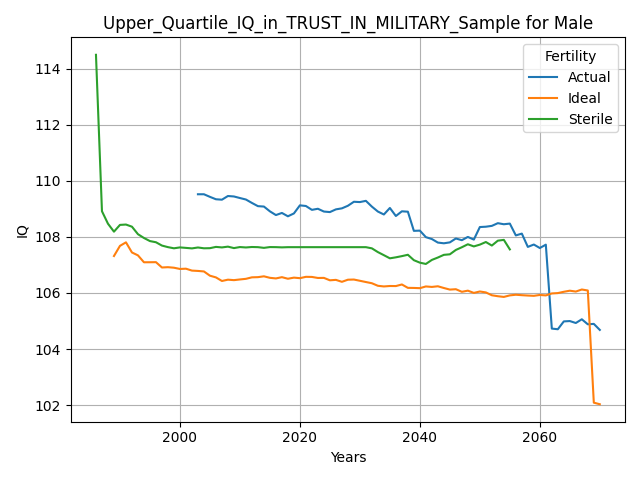 Upper_Quartile_IQ_in_TRUST_IN_MILITARY_Sample for Male
Fertility
Actual
Ideal
Sterile
114
112
110
108
106
104
102
IQ
2000
2020
2040
2060
Years